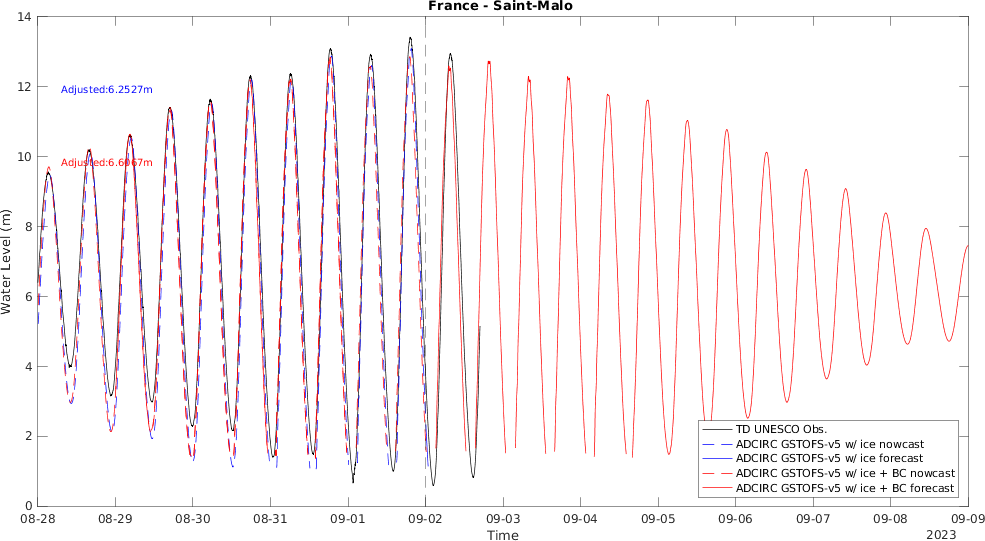 France - Saint-Malo
14
12
10
8
6
4
2
0
Water Level (m)
Adjusted:6.2527m
Adjusted:6.6067m
TD UNESCO Obs.
ADCIRC GSTOFS-v5 w/ ice nowcast
ADCIRC GSTOFS-v5 w/ ice forecast
ADCIRC GSTOFS-v5 w/ ice + BC nowcast
ADCIRC GSTOFS-v5 w/ ice + BC forecast
08-28 08-29 08-30 08-31 09-01 09-02 09-03 09-04 09-05 09-06 09-07 09-08 09-09
Time
2023